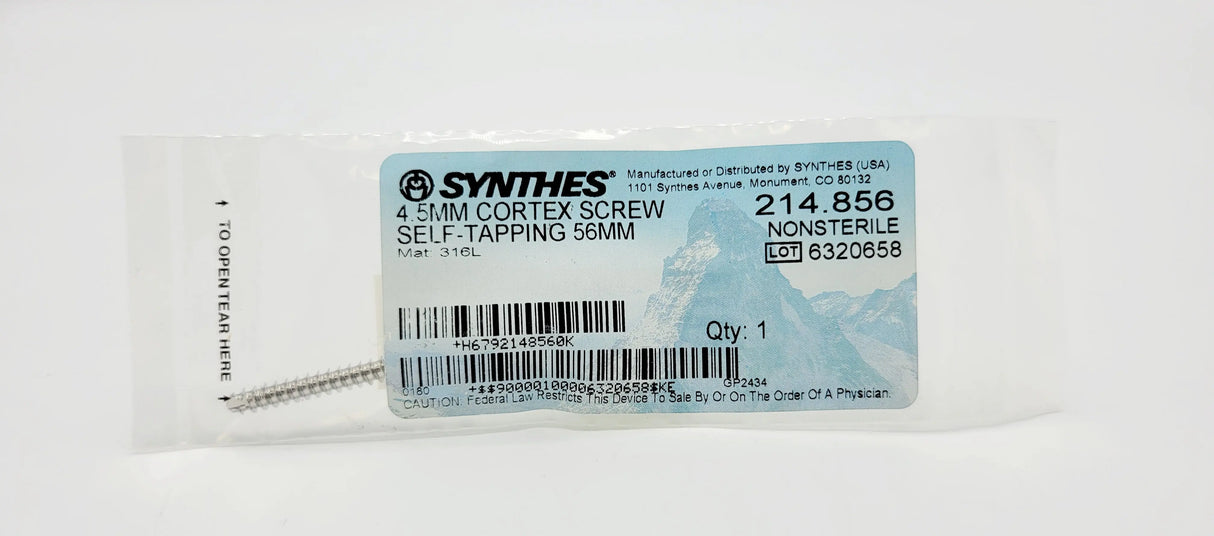 TO OPEN TEAR HERE
SYNTHES®
Manufactured or Distributed by SYNTHES (USA)
1101 Synthes Avenue, Monument, CO 80132
4.5MM CORTEX SCREW
SELF-TAPPING 56MM
Mat: 316L
214.856
NONSTERILE
LOT 6320658
Qty: 1
+H6792148560K
0180 +$$90000100006320658$KE GP2434
CAUTION: Federal Law Restricts This Device To Sale By Or On The Order Of A Physician.